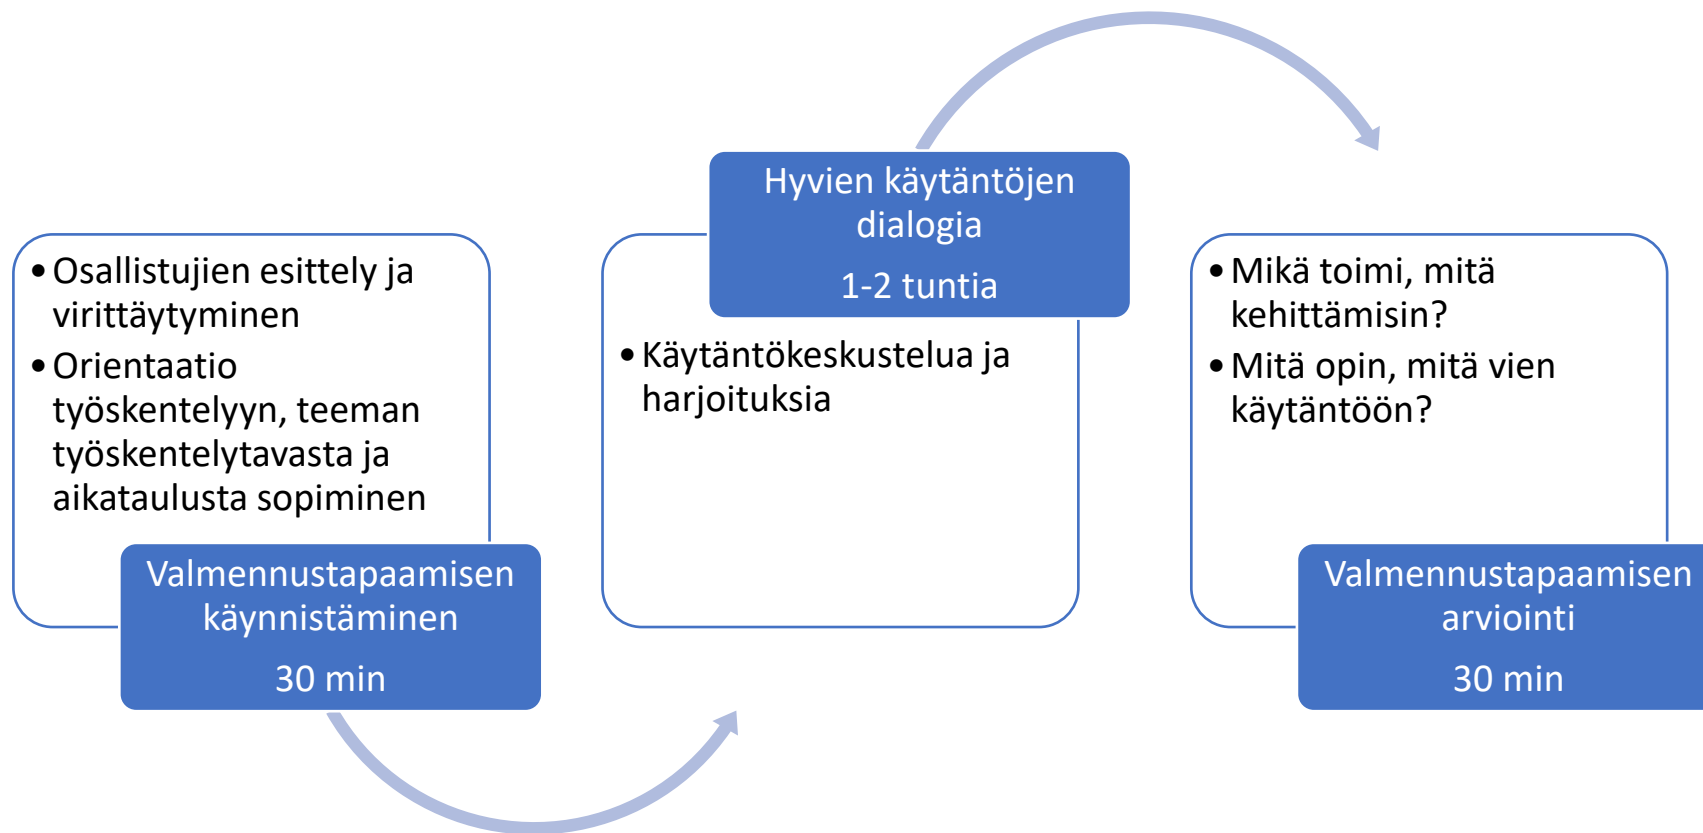 • Osallistujien esittely ja
virittäytyminen
• Orientaatio
työskentelyyn, teeman
työskentelytavasta ja
aikataulusta sopiminen
Valmennustapaamisen
käynnistäminen
30 min
Hyvien käytäntöjen
dialogia
1-2 tuntia
• Käytäntökeskustelua ja
harjoituksia
• Mikä toimi, mitä
kehittämisin?
• Mitä opin, mitä vien
käytäntöön?
Valmennustapaamisen
arviointi
30 min